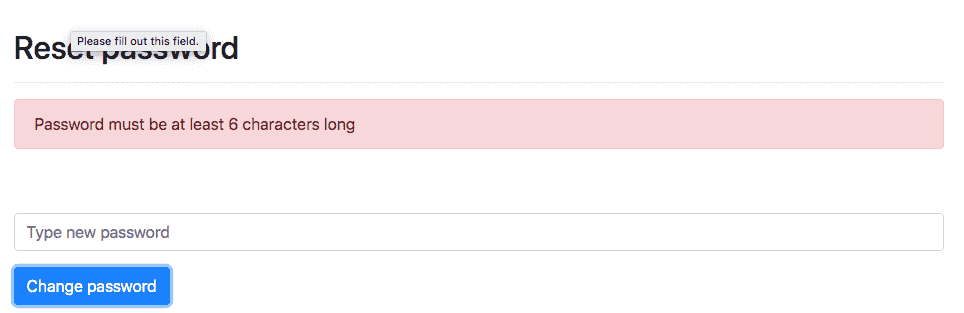 Please fill out this field.
Reset password
Password must be at least 6 characters long
Type new password
Change password